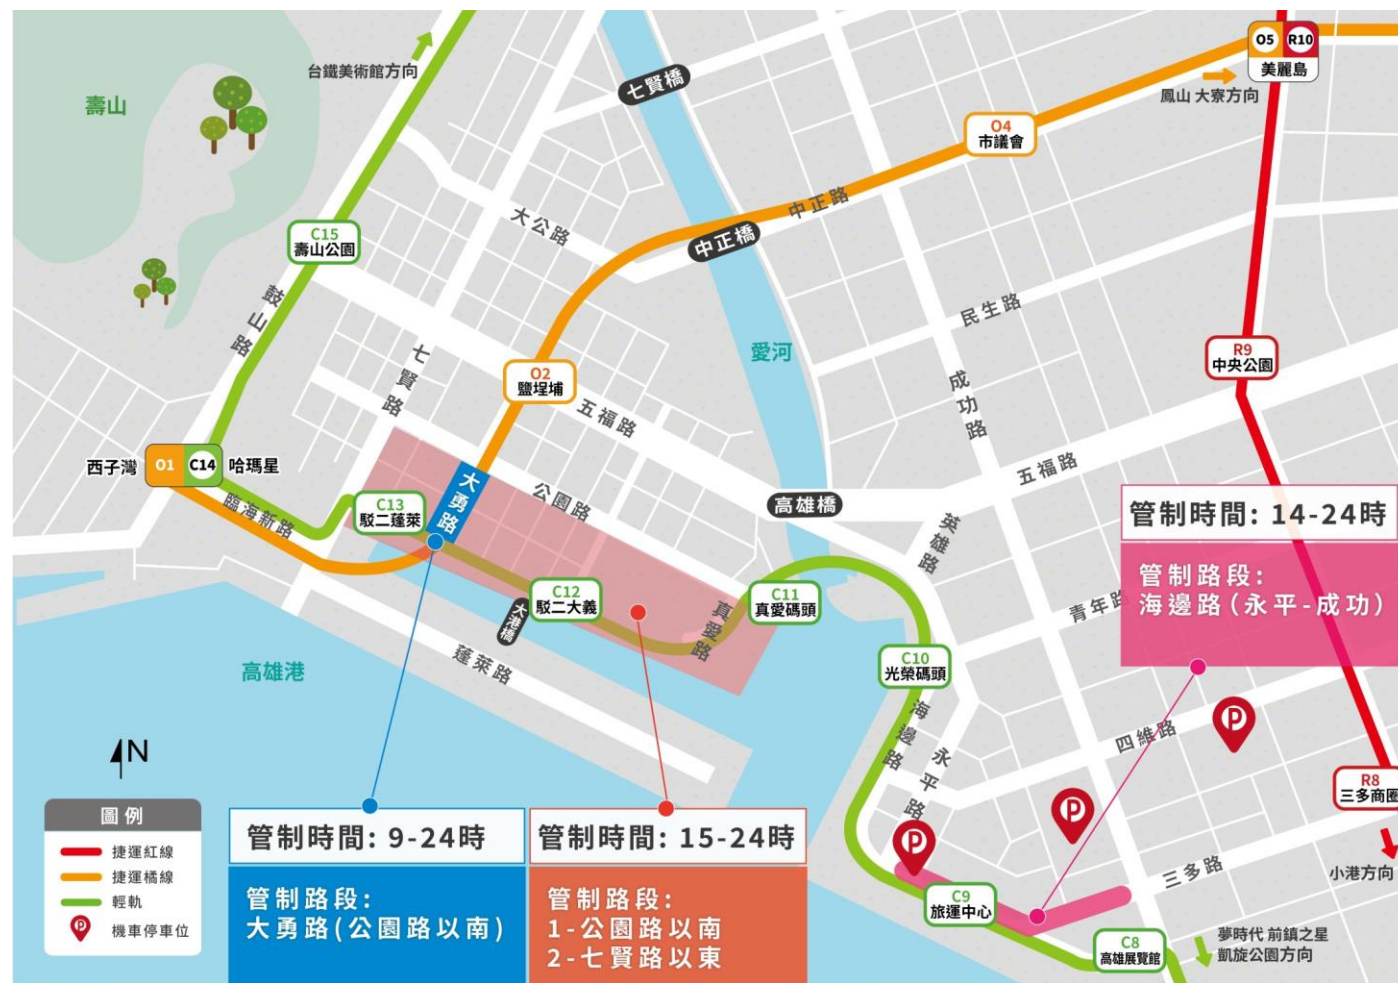 台鐵美術館方向
壽山
七賢橋
O5 R10
美麗島
鳳山 大寮方向
O4
市議會
中正路
大公路
中正橋
C15
壽山公園
鼓山路
民生路
愛河
七賢路
O2
鹽埕埔
成功路
R9
中央公園
五福路
五福路
西子灣 O1 C14 哈瑪星
臨海新路
C13
駁二蓬萊
大勇路
公園路
高雄橋
英雄路
管制時間: 14-24時
管制路段:
海邊路(永平-成功)
青年路
C12
駁二大義
大港橋
真愛路
C11
真愛碼頭
蓬萊路
高雄港
C10
光榮碼頭
海邊路
永平路
四維路
P
P
P
N
R8
三多商圈
小港方向
三多路
C9
旅運中心
C8
高雄展覽館
夢時代 前鎮之星
凱旋公園方向
圖例
捷運紅線
捷運橘線
輕軌
P 機車停車位
管制時間: 9-24時
管制路段:
大勇路(公園路以南)
管制時間: 15-24時
管制路段:
1-公園路以南
2-七賢路以東